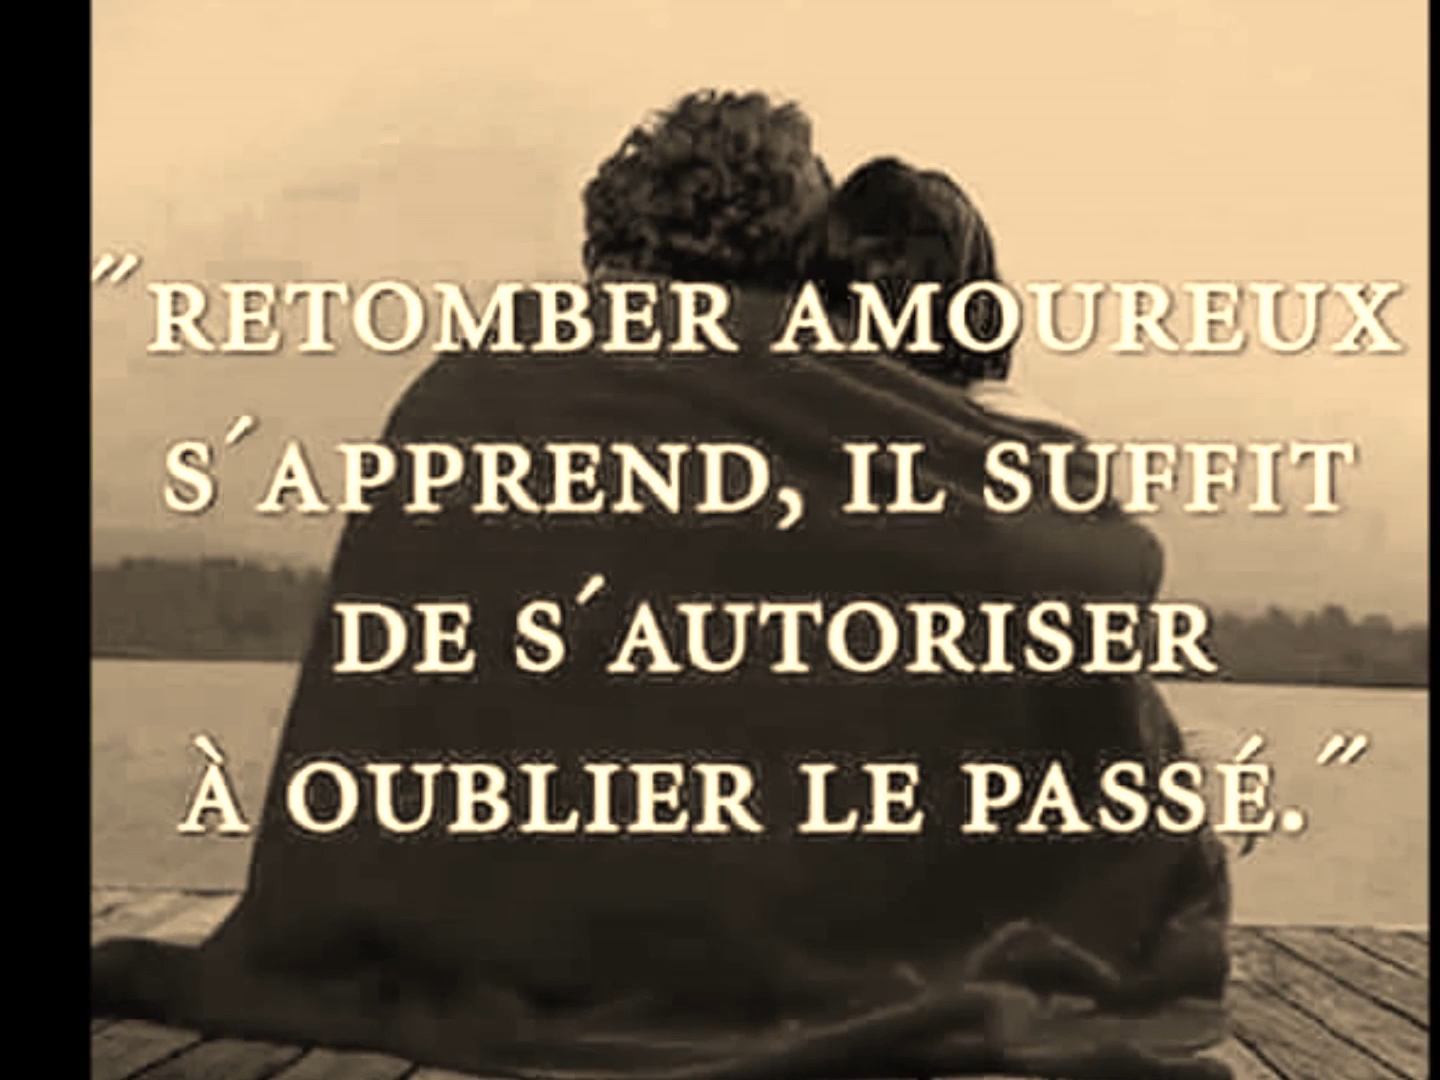 "RETOMBER AMOUREUX
S´APPREND, IL SUFFIT
DE S´AUTORISER
À OUBLIER LE PASSÉ."